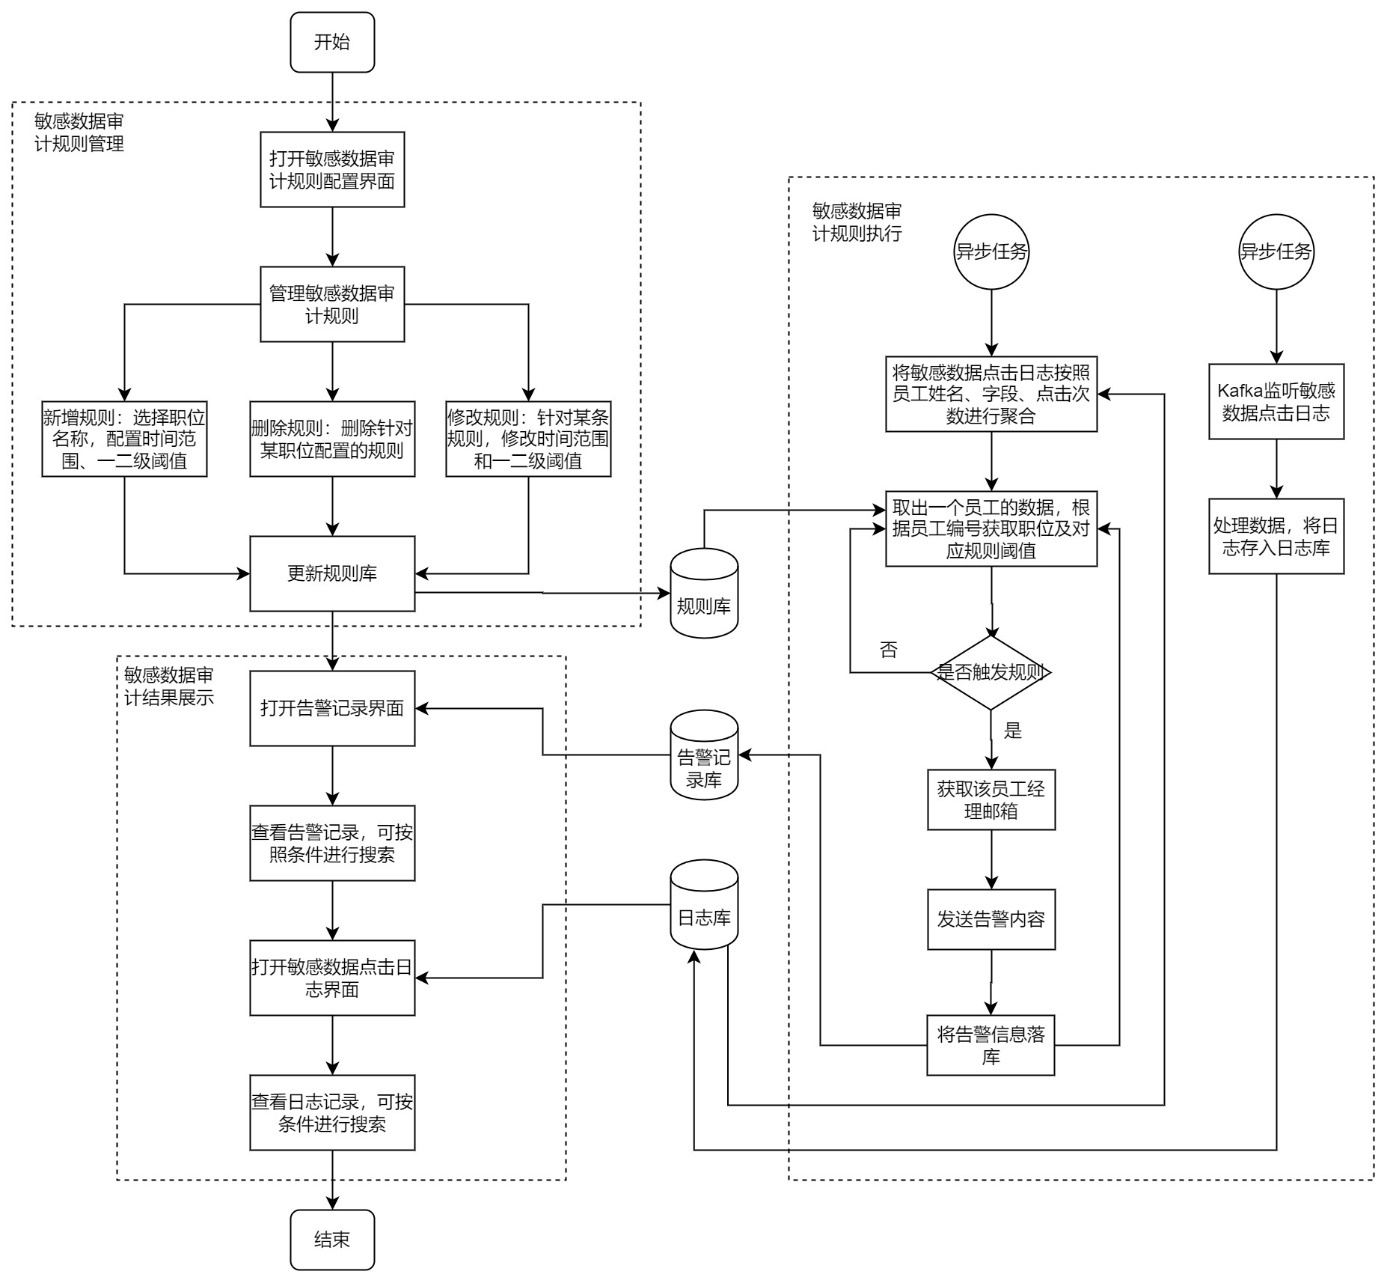 开始
敏感数据审
计规则管理
打开敏感数据审
计规则配置界面
管理敏感数据审
计规则
新增规则：选择职位
名称，配置时间范
围、一二级阈值
删除规则：删除针对
某职位配置的规则
修改规则：针对某条
规则，修改时间范围
和一二级阈值
更新规则库
规则库
敏感数据审
计结果展示
打开告警记录界面
查看告警记录，可按
照条件进行搜索
打开敏感数据点击日
志界面
查看日志记录，可按
条件进行搜索
结束
告警记
录库
日志库
敏感数据审
计规则执行
异步任务
将敏感数据点击日志按照
员工姓名、字段、点击次
数进行聚合
取出一个员工的数据，根
据员工编号获取职位及对
应规则阈值
否
是否触发规则
是
获取该员工经
理邮箱
发送告警内容
将告警信息落
库
异步任务
Kafka监听敏感
数据点击日志
处理数据，将日
志存入日志库